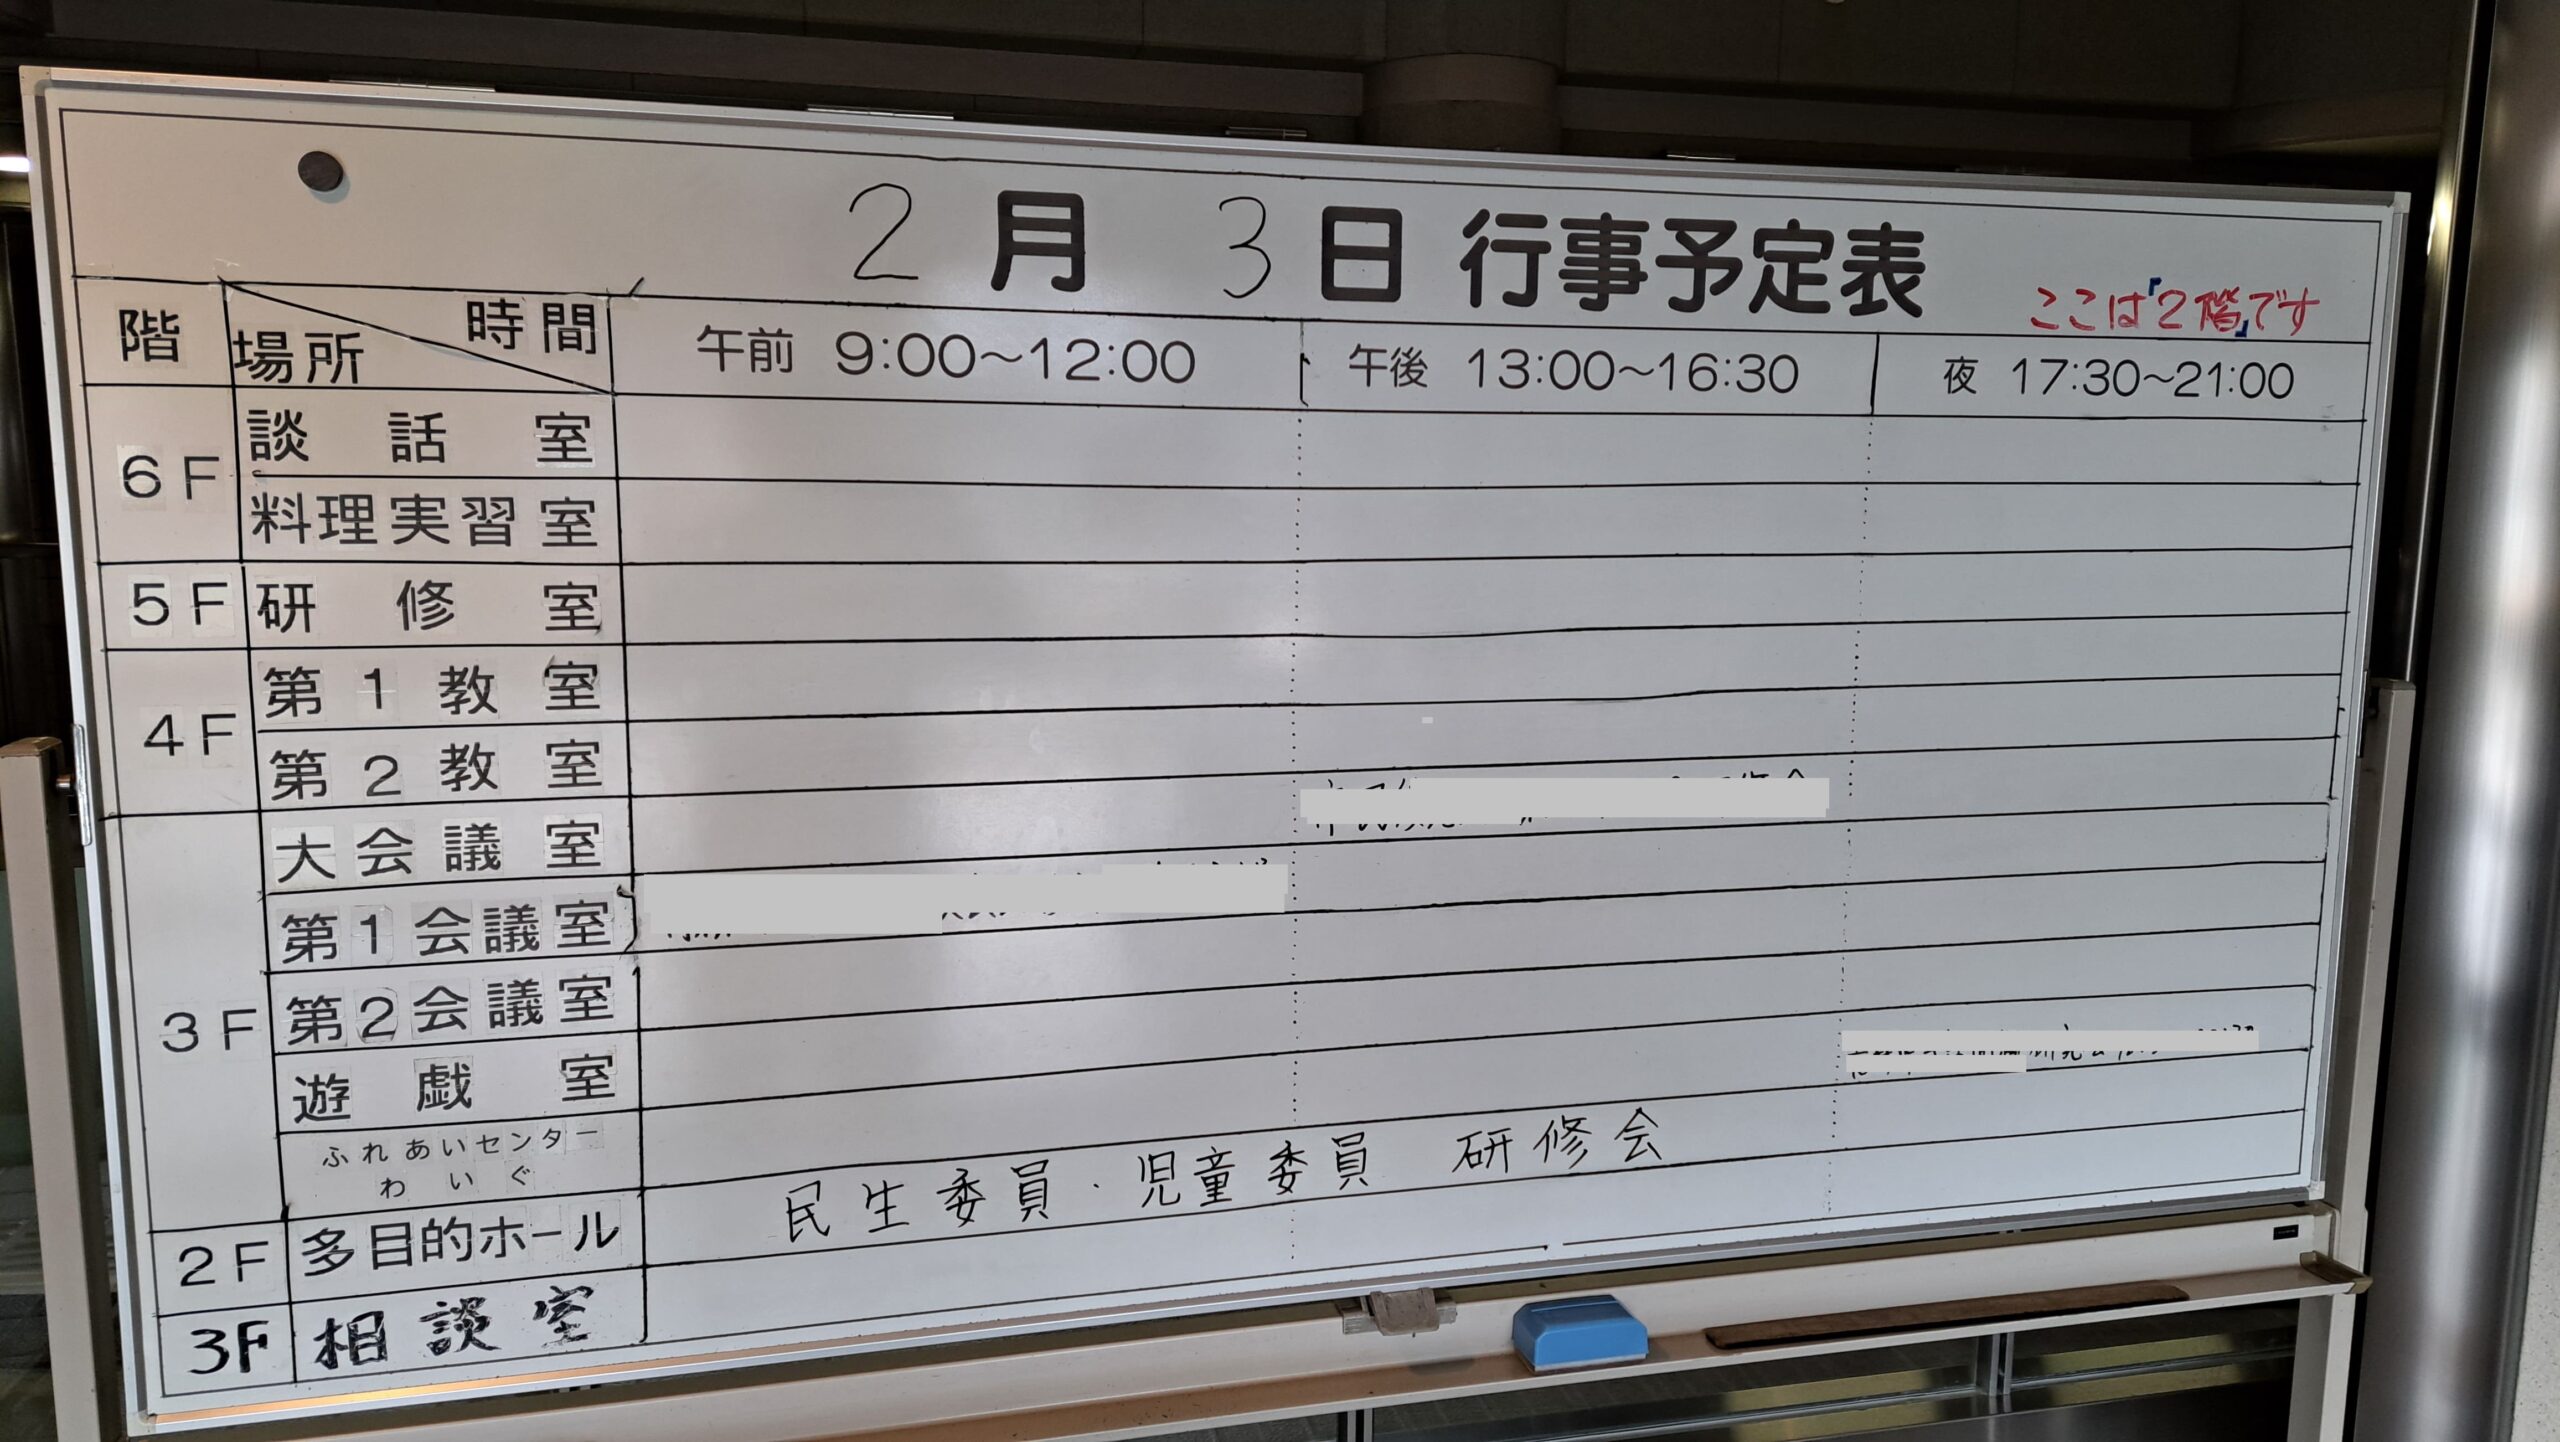 2月3日行事予定表
ここは「2階」です
階 場所 時間 午前 9:00～12:00 午後 13:00～16:30 夜 17:30～21:00
6F 談話室
料理実習室
5F 研修室
4F 第1教室
第2教室
3F 大会議室
第1会議室
第2会議室
遊戯室
ふれあいセンター
わいぐ
2F 多目的ホール 民生委員・児童委員 研修会
3F 相談室